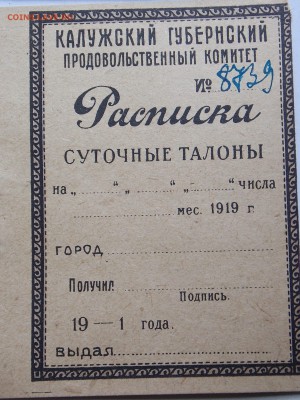 КАЛУЖСКИЙ ГУБЕРНСКИЙ
ПРОДОВОЛЬСТВЕННЫЙ КОМИТЕТ
№ 8739
Расписка
СУТОЧНЫЕ ТАЛОНЫ
на „...........“ „...........“ „...........“ числа
........................ мес. 1919 г.
ГОРОД........................
Получил........................
Подпись.
19—1 года.
Выдал........................